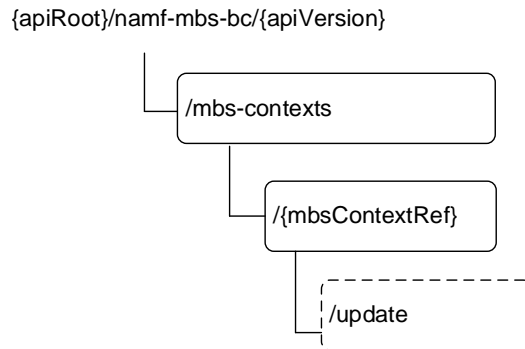 {apiRoot}/namf-mbs-bc/{apiVersion}
/mbs-contexts
/{mbsContextRef}
/update